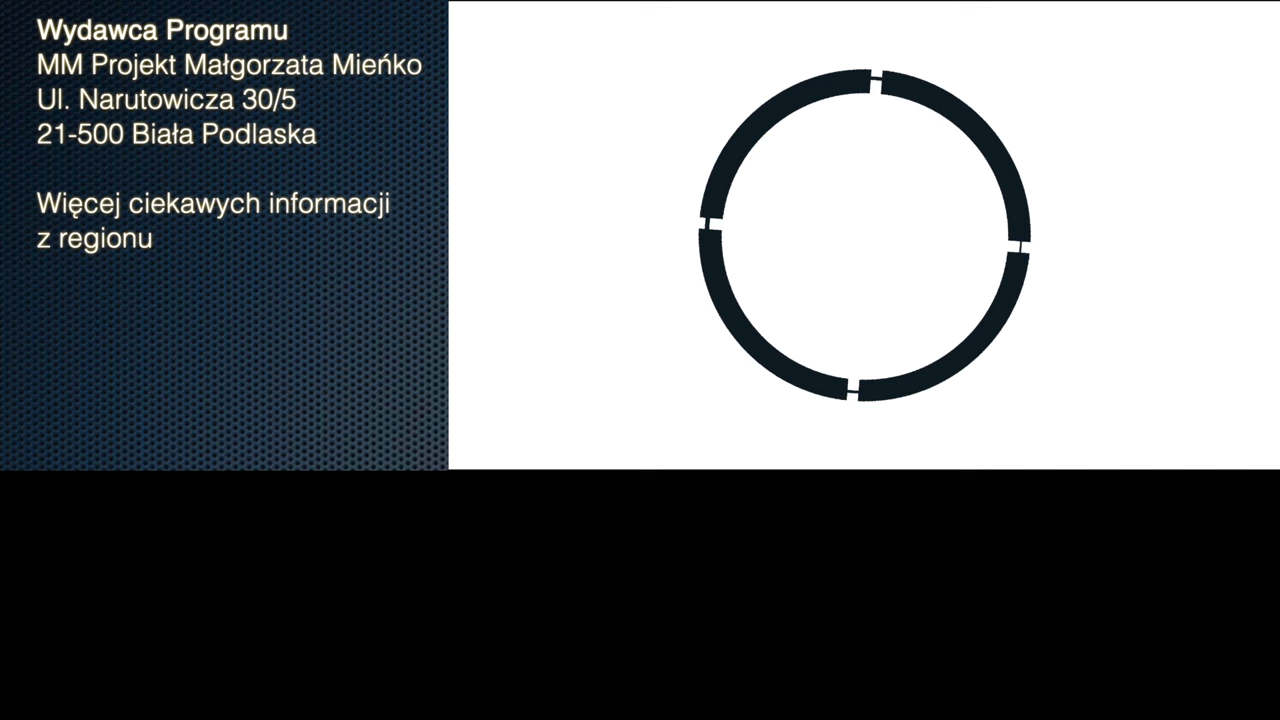 Wydawca Programu
MM Projekt Małgorzata Mieńko
Ul. Narutowicza 30/5
21-500 Biała Podlaska
Więcej ciekawych informacji
z regionu